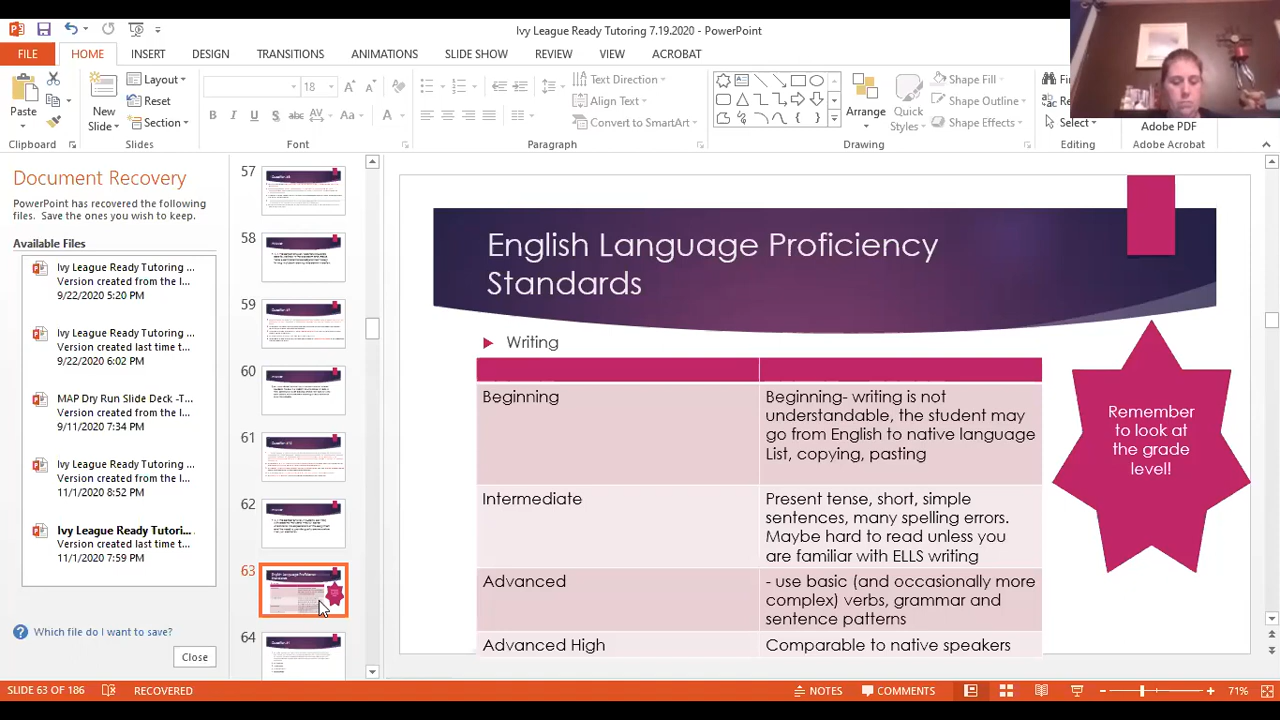 Ivy League Ready Tutoring 7.19.2020 - PowerPoint
FILE HOME INSERT DESIGN TRANSITIONS ANIMATIONS SLIDE SHOW REVIEW VIEW ACROBAT
Paste
Clipboard
New
Slide
Layout
Reset
Section
Slides
18
Font
Text Direction
Align Text
Convert to SmartArt
Paragraph
Arrange
Quick
Styles
Shape Fill
Shape Outline
Shape Effects
Drawing
Select
Editing
Adobe PDF
Adobe Acrobat
Document Recovery
PowerPoint has recovered the following
files. Save the ones you wish to keep.
Available Files
Ivy League Ready Tutoring ...
Version created from the l...
9/22/2020 5:20 PM
Ivy League Ready Tutoring ...
Version created last time t...
9/22/2020 6:02 PM
MAP Dry Run Slide Deck -T...
Version created from the l...
9/11/2020 7:34 PM
Ivy League Ready Tutoring ...
Version created from the l...
11/1/2020 8:52 PM
Ivy League Ready Tutori...
Version created last time t...
11/1/2020 7:59 PM
Which file do I want to save?
Close
57
58
59
60
61
62
63
64
English Language Proficiency
Standards
Writing
Beginning
Beginning- writing is not
understandable, the student may
go from English to native language
List, copying, pasting
Intermediate
Present tense, short, simple
sentences, many spelling errors.
Maybe hard to read unless you
are familiar with ELLS writing
Advanced
- use basic (and occasionally more
complex) verbs, grammar and
sentence patterns
Advanced High
Comparable to native speakers
Remember
to look at
the grade
level!
SLIDE 63 OF 186 RECOVERED NOTES COMMENTS 71%